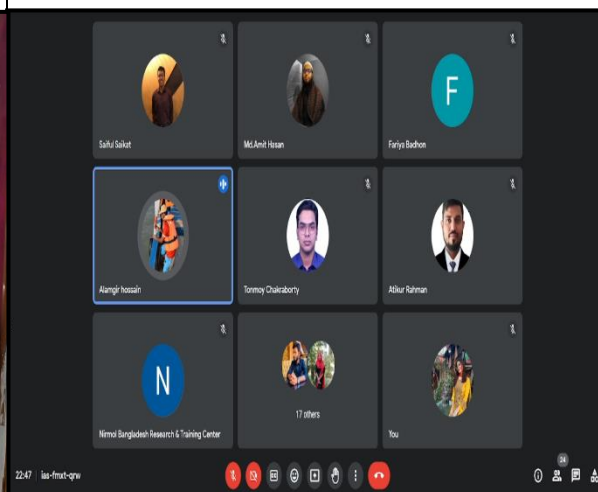 F
Saiful Saikat
Md.Amit Hasan
Fariya Badhon
Alamgir hossain
Tonmoy Chakraborty
Atikur Rahman
N
Nirmol Bangladesh Research & Training Center
17 others
You
24
22:47 | ias-fmxt-qrw